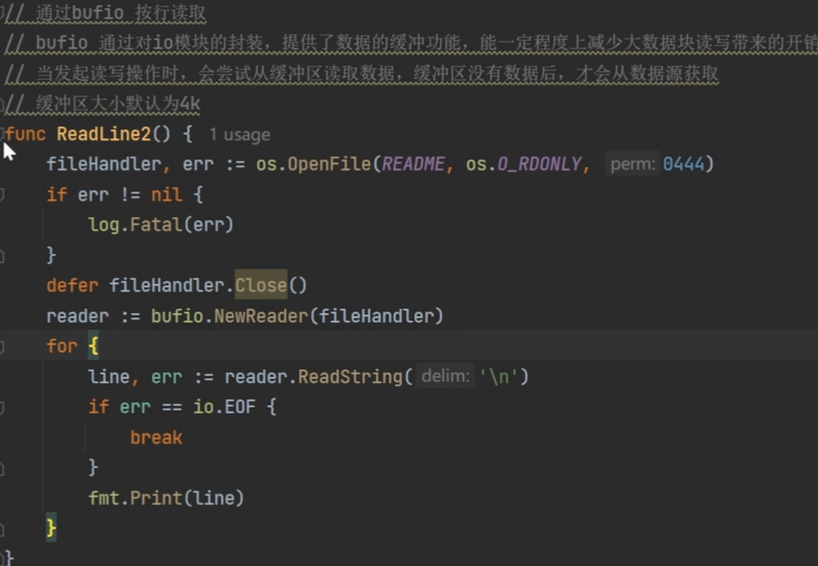 // 通过bufio 按行读取
// bufio 通过对io模块的封装，提供了数据的缓冲功能，能一定程度上减少大数据块读写带来的开销
// 当发起读写操作时，会尝试从缓冲区读取数据，缓冲区没有数据后，才会从数据源获取
// 缓冲区大小默认为4k
func ReadLine2() { 1 usage
    fileHandler, err := os.OpenFile(README, os.O_RDONLY, perm: 0444)
    if err != nil {
        log.Fatal(err)
    }
    defer fileHandler.Close()
    reader := bufio.NewReader(fileHandler)
    for {
        line, err := reader.ReadString( delim: '\n')
        if err == io.EOF {
            break
        }
        fmt.Print(line)
    }
}